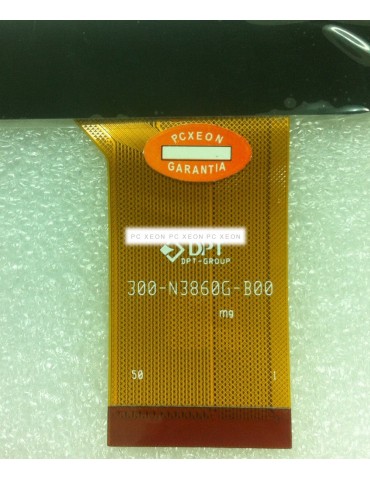 PCXEON
GARANTIA
PC XEON PC XEON PC XEON
DPT
DPT-GROUP
300-N3860G-B00
mg
50 1